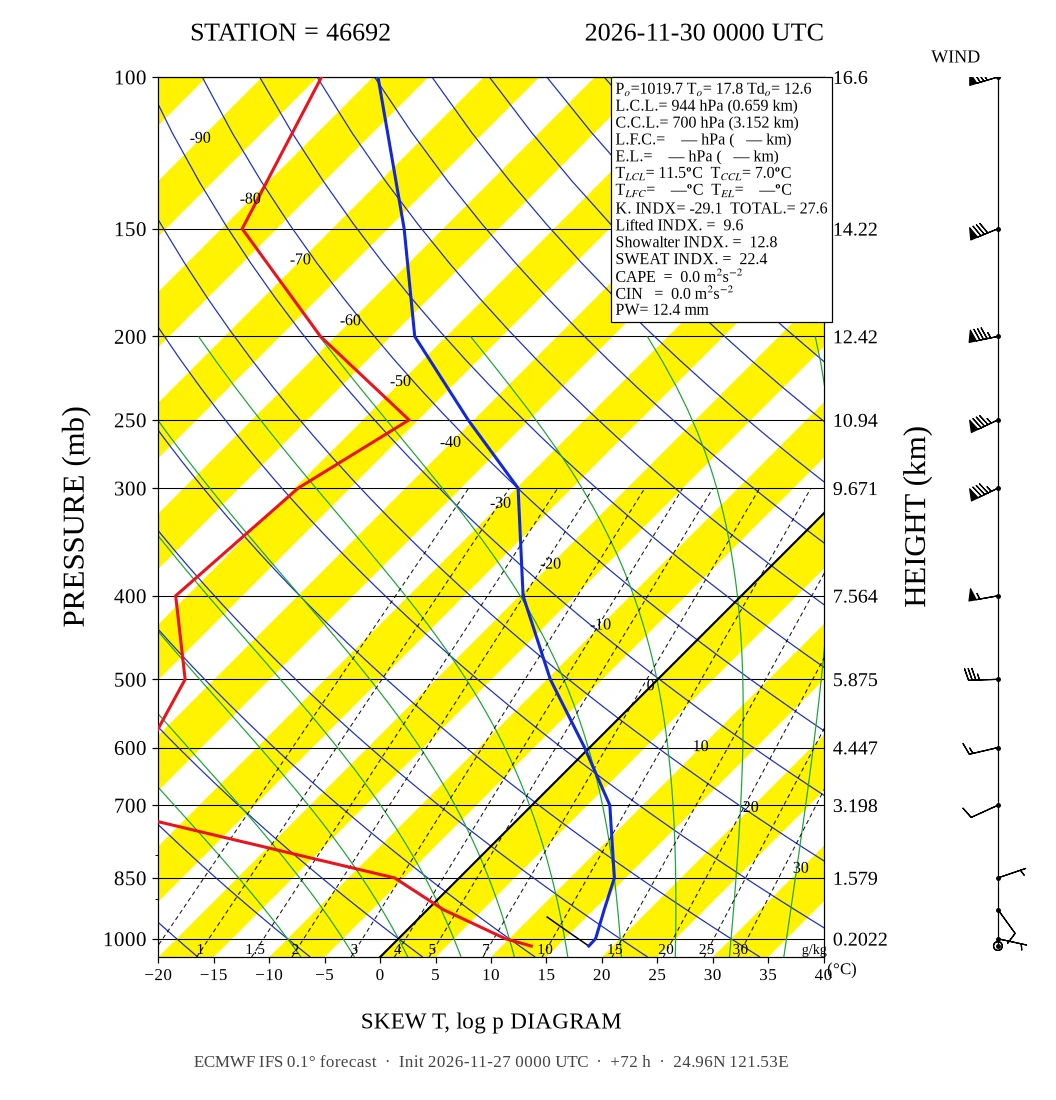 STATION = 46692
2026-11-30 0000 UTC
WIND
Pₒ=1019.7 Tₒ= 17.8 Tdₒ= 12.6
L.C.L.= 944 hPa (0.659 km)
C.C.L.= 700 hPa (3.152 km)
L.F.C.= — hPa ( — km)
E.L.= — hPa ( — km)
T_LCL= 11.5°C T_CCL= 7.0°C
T_LFC= —°C T_EL= —°C
K. INDX= -29.1 TOTAL.= 27.6
Lifted INDX. = 9.6
Showalter INDX. = 12.8
SWEAT INDX. = 22.4
CAPE = 0.0 m²s⁻²
CIN = 0.0 m²s⁻²
PW= 12.4 mm
PRESSURE (mb)
100
150
200
250
300
400
500
600
700
850
1000
HEIGHT (km)
16.6
14.22
12.42
10.94
9.671
7.564
5.875
4.447
3.198
1.579
0.2022
-90
-80
-70
-60
-50
-40
-30
-20
-10
0
10
20
30
1 1.5 2 3 4 5 7 10 15 20 25 30 g/kg
−20 −15 −10 −5 0 5 10 15 20 25 30 35 40 (°C)
SKEW T, log p DIAGRAM
ECMWF IFS 0.1° forecast · Init 2026-11-27 0000 UTC · +72 h · 24.96N 121.53E